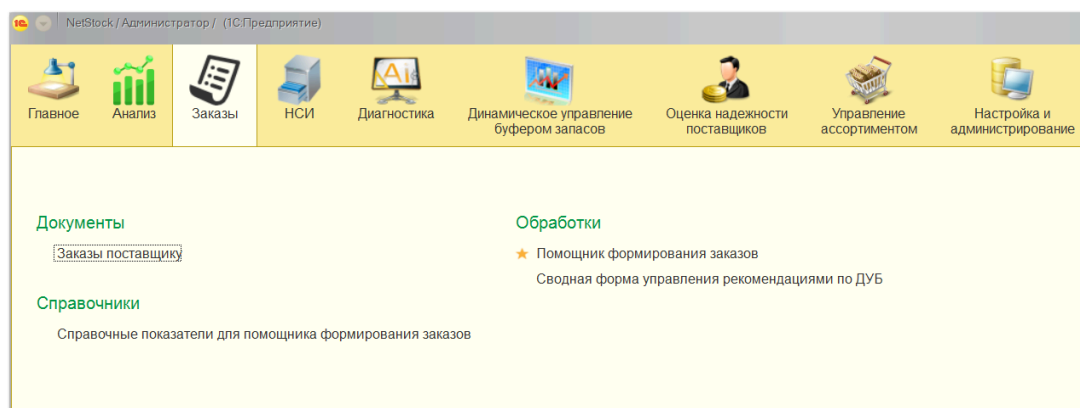 NetStock / Администратор / (1С:Предприятие)
Главное
Анализ
Заказы
НСИ
Диагностика
Динамическое управление
буфером запасов
Оценка надежности
поставщиков
Управление
ассортиментом
Настройка и
администрирование
Документы
Заказы поставщику
Справочники
Справочные показатели для помощника формирования заказов
Обработки
Помощник формирования заказов
Сводная форма управления рекомендациями по ДУБ